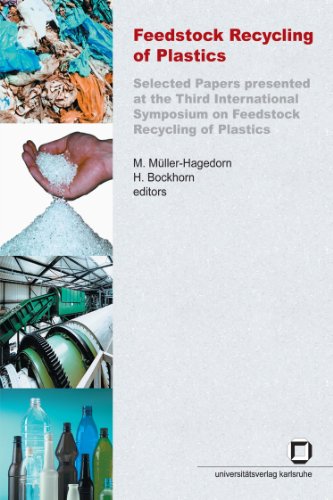 Feedstock Recycling
of Plastics
Selected Papers presented
at the Third International
Symposium on Feedstock
Recycling of Plastics
M. Müller-Hagedorn
H. Bockhorn
editors
universitätsverlag karlsruhe